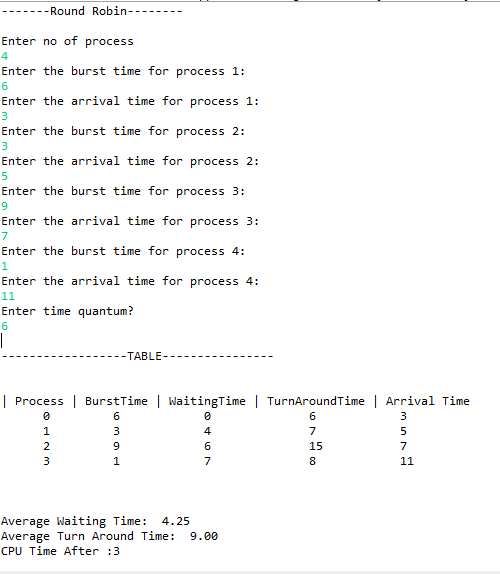 -------Round Robin--------
Enter no of process
4
Enter the burst time for process 1:
6
Enter the arrival time for process 1:
3
Enter the burst time for process 2:
3
Enter the arrival time for process 2:
5
Enter the burst time for process 3:
9
Enter the arrival time for process 3:
7
Enter the burst time for process 4:
1
Enter the arrival time for process 4:
11
Enter time quantum?
6
------------------TABLE----------------
| Process | BurstTime | WaitingTime | TurnAroundTime | Arrival Time
0 6 0 6 3
1 3 4 7 5
2 9 6 15 7
3 1 7 8 11
Average Waiting Time:  4.25
Average Turn Around Time:  9.00
CPU Time After :3